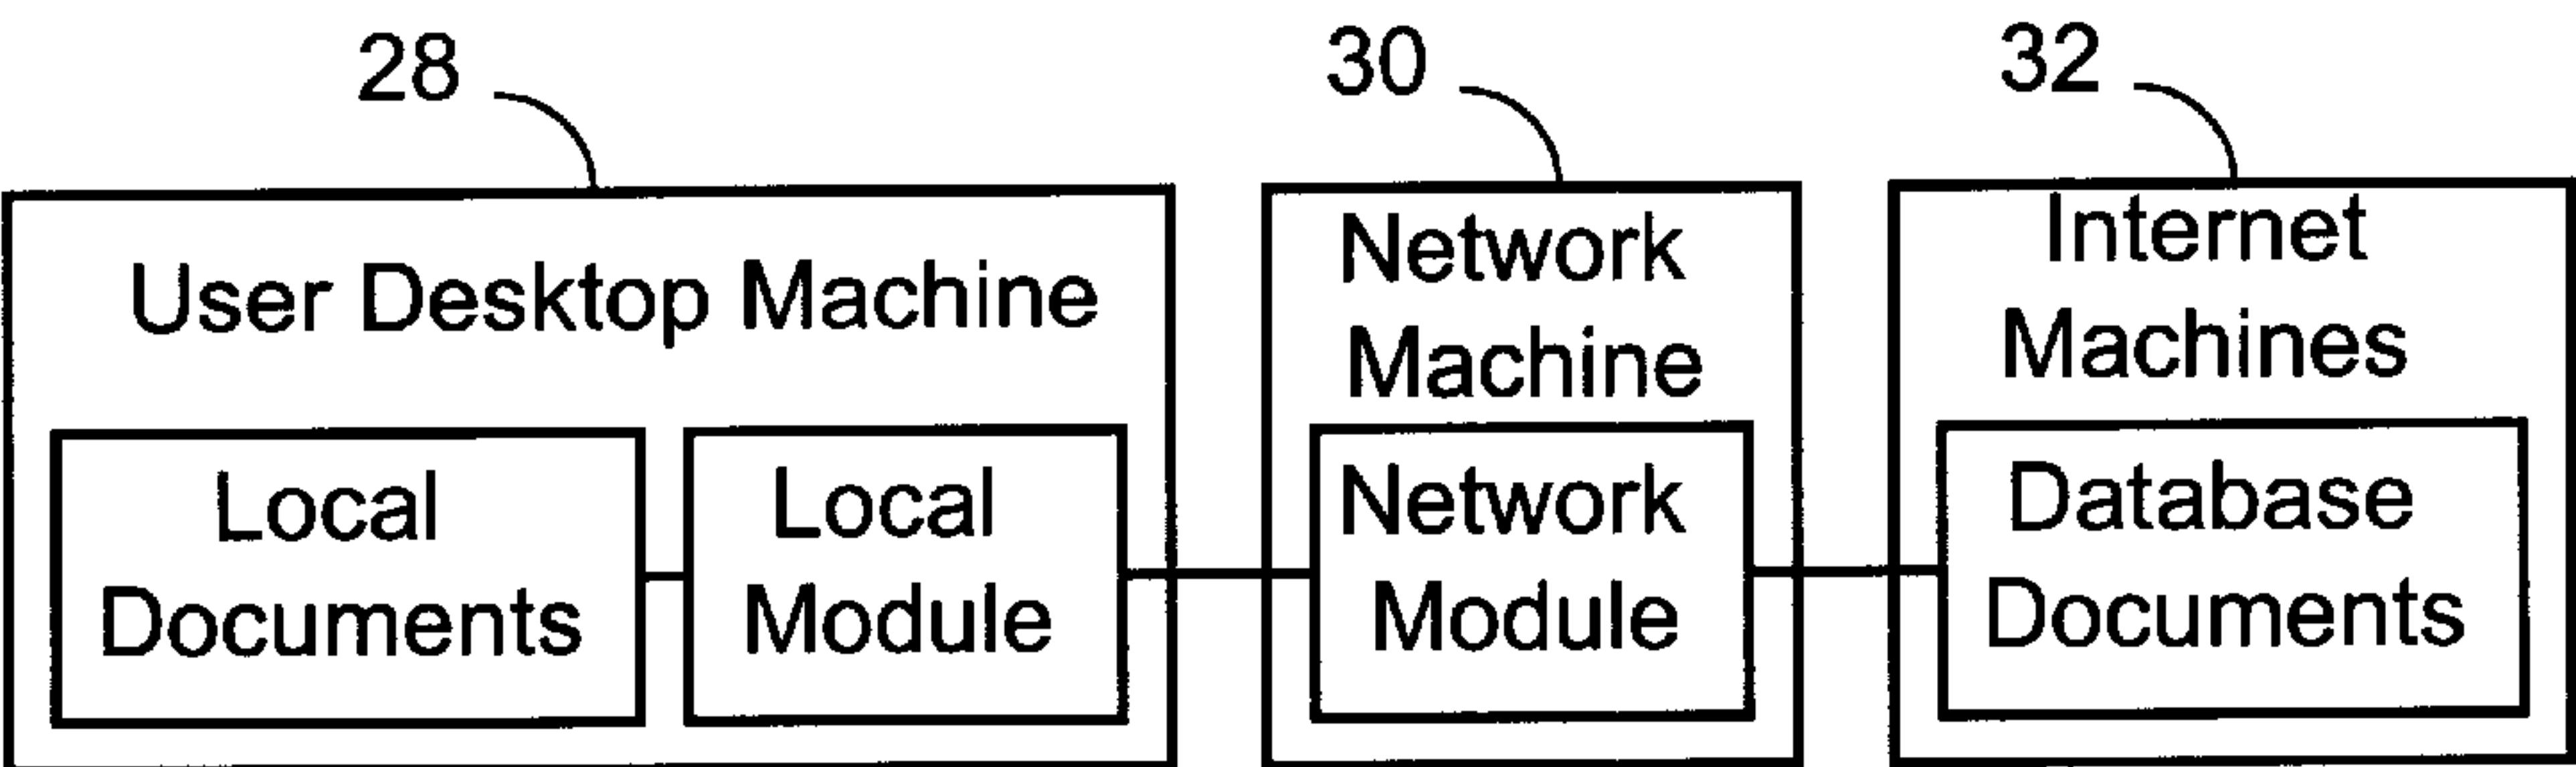 28
30
32
User Desktop Machine
Network
Machine
Internet
Machines
Local
Documents
Local
Module
Network
Module
Database
Documents